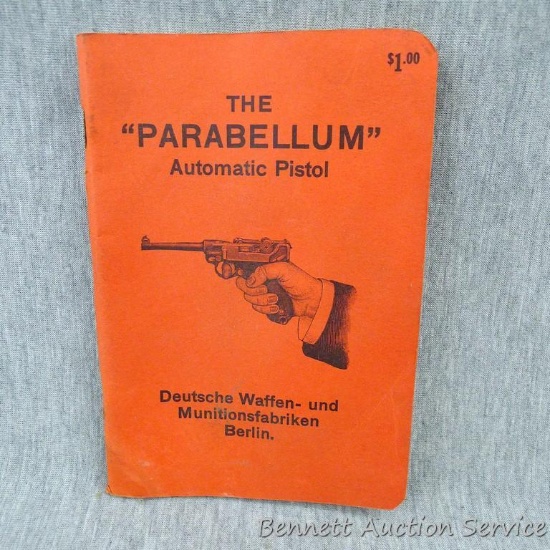 $1.00
THE
“PARABELLUM”
Automatic Pistol
Deutsche Waffen- und
Munitionsfabriken
Berlin.
Bennett Auction Service